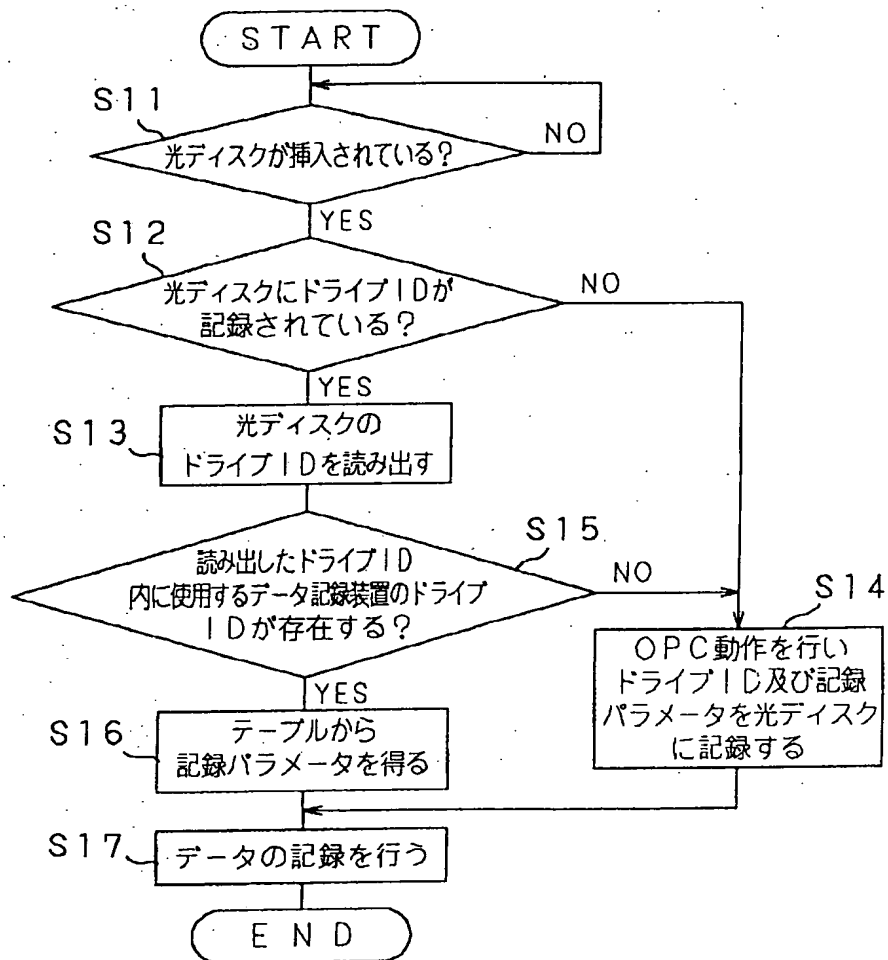 START
S11
光ディスクが挿入されている?
NO
YES
S12
光ディスクにドライブIDが
記録されている?
NO
YES
S13
光ディスクの
ドライブIDを読み出す
S15
読み出したドライブID
内に使用するデータ記録装置のドライブ
IDが存在する?
NO
YES
S14
OPC動作を行い
ドライブID及び記録
パラメータを光ディスク
に記録する
S16
テーブルから
記録パラメータを得る
S17
データの記録を行う
END